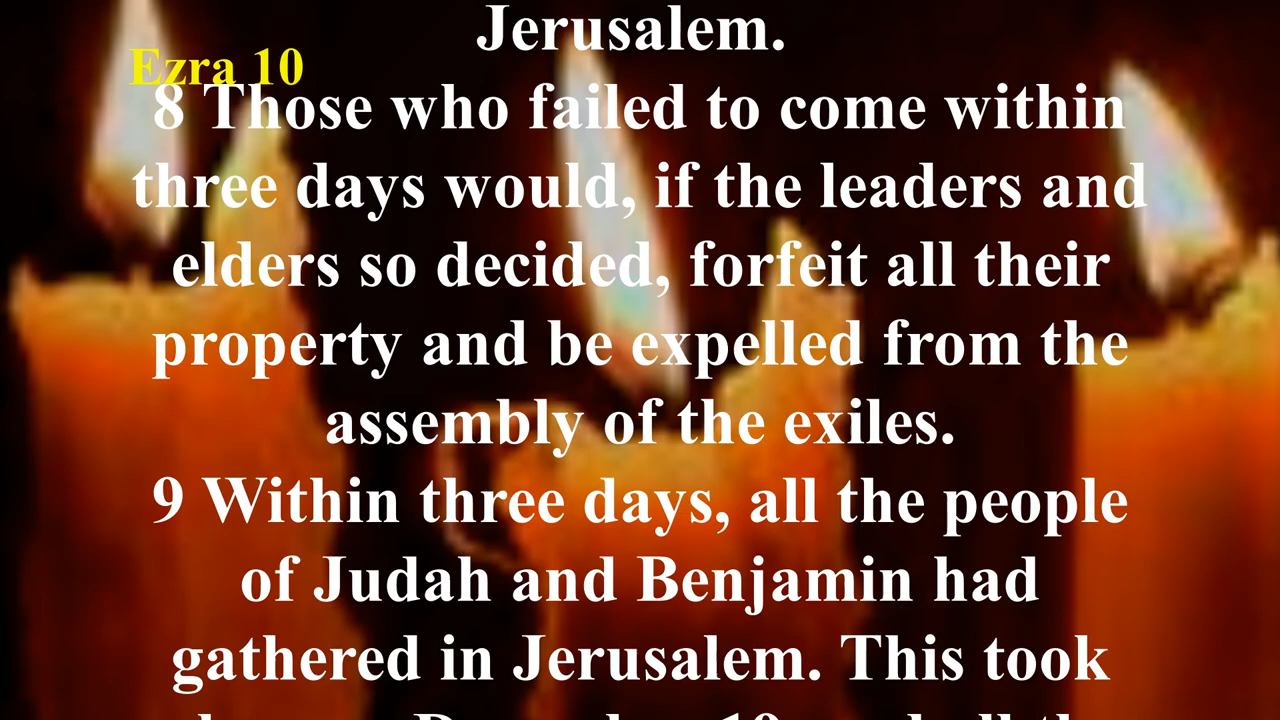 Jerusalem.
Ezra 10
8 Those who failed to come within
three days would, if the leaders and
elders so decided, forfeit all their
property and be expelled from the
assembly of the exiles.
9 Within three days, all the people
of Judah and Benjamin had
gathered in Jerusalem. This took